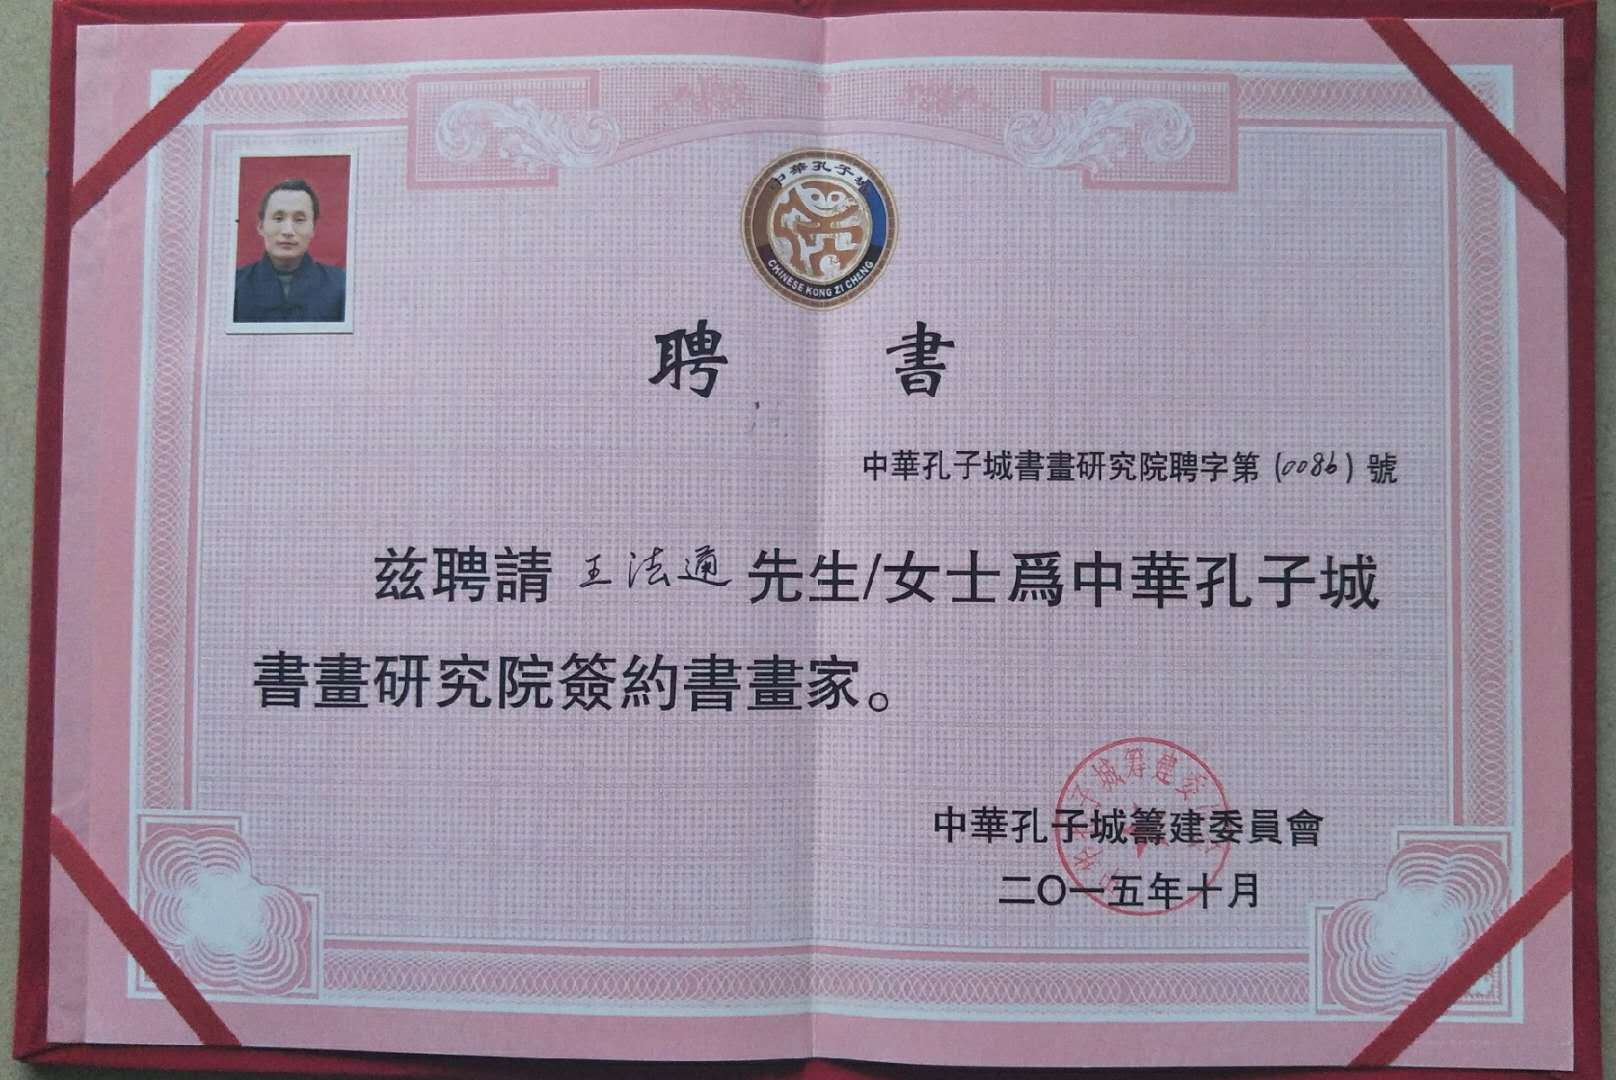 中華孔子城
CHINESE KONG ZI CHENG
聘書
中華孔子城書畫研究院聘字第(0086)號
兹聘請 王法通 先生/女士爲中華孔子城
書畫研究院簽約書畫家。
中華孔子城籌建委員會
二〇一五年十月